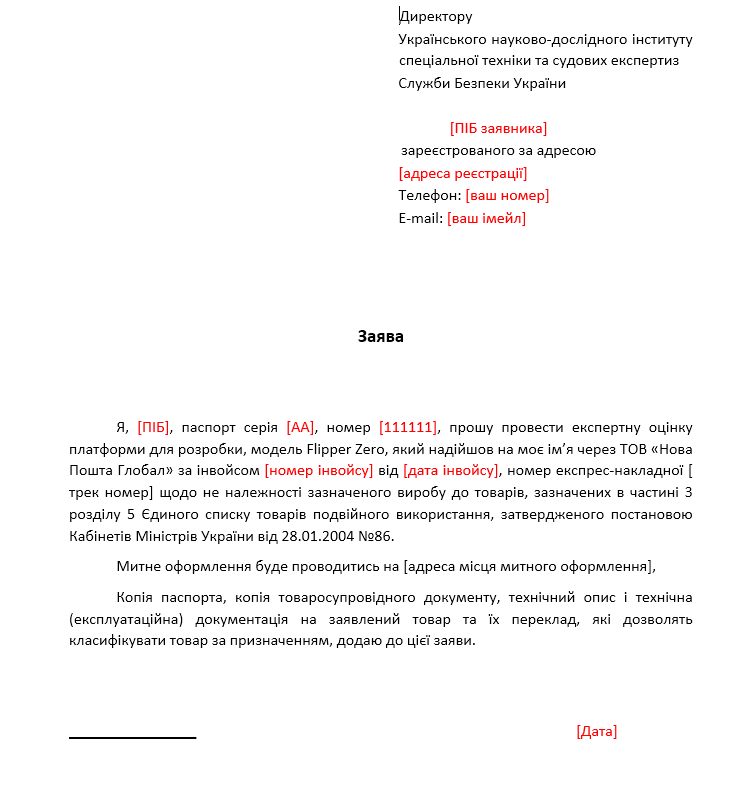 Директору
Українського науково-дослідного інституту
спеціальної техніки та судових експертиз
Служби Безпеки України
[ПІБ заявника]
зареєстрованого за адресою
[адреса реєстрації]
Телефон: [ваш номер]
E-mail: [ваш імейл]
Заява
Я, [ПІБ], паспорт серія [АА], номер [111111], прошу провести експертну оцінку
платформи для розробки, модель Flipper Zero, який надійшов на моє ім’я через ТОВ «Нова
Пошта Глобал» за інвойсом [номер інвойсу] від [дата інвойсу], номер експрес-накладної [
трек номер] щодо не належності зазначеного виробу до товарів, зазначених в частині 3
розділу 5 Єдиного списку товарів подвійного використання, затвердженого постановою
Кабінетів Міністрів України від 28.01.2004 №86.
Митне оформлення буде проводитись на [адреса місця митного оформлення],
Копія паспорта, копія товаросупровідного документу, технічний опис і технічна
(експлуатаційна) документація на заявлений товар та їх переклад, які дозволять
класифікувати товар за призначенням, додаю до цієї заяви.
[Дата]